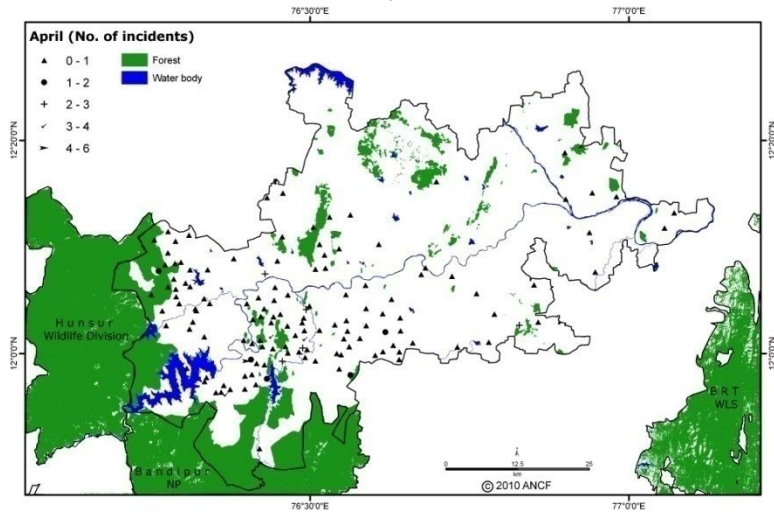 76°30'0"E 77°0'0"E
April (No. of incidents)
0 - 1 Forest
1 - 2 Water body
2 - 3
3 - 4
4 - 6
12°20'0"N 12°20'0"N
Hunsur
Wildlife Division
12°0'0"N 12°0'0"N
BRT
WLS
Bandipur
NP
0 12.5 25
km
© 2010 ANCF
76°30'0"E 77°0'0"E